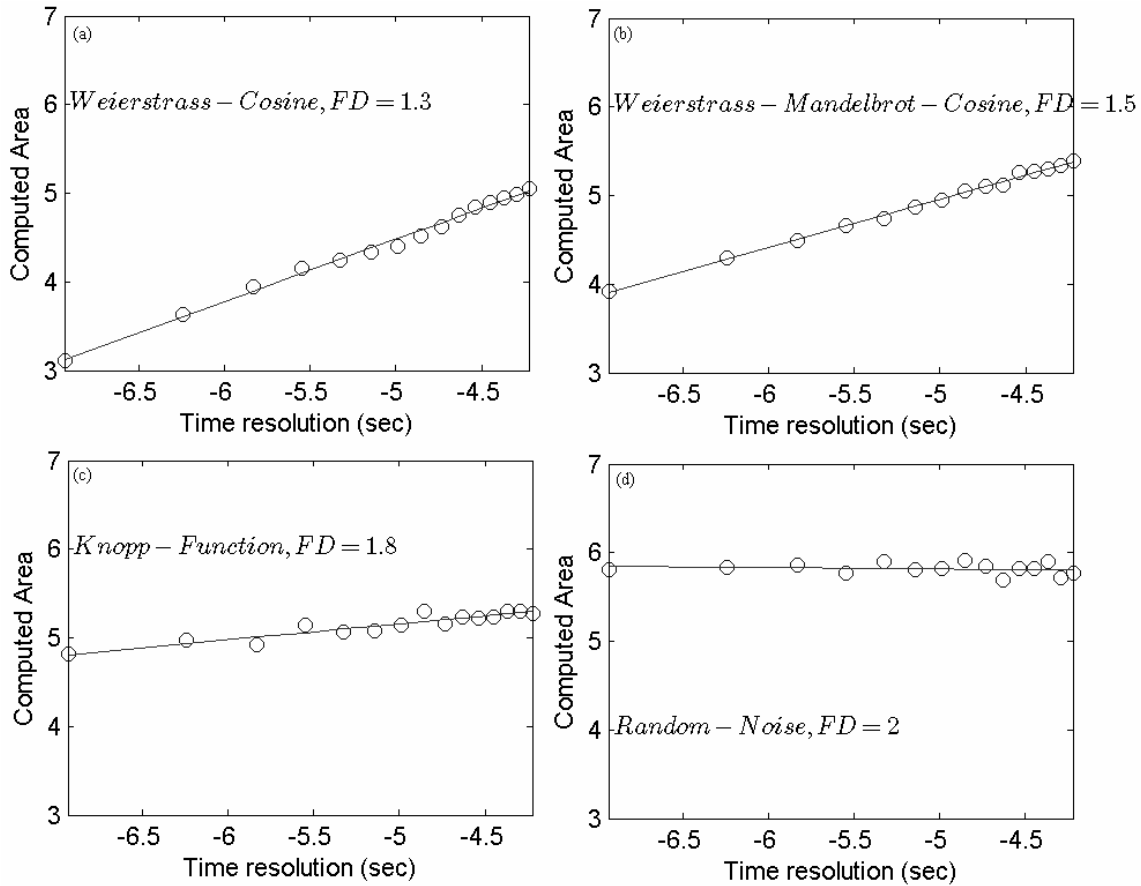 (a)
Weierstrass − Cosine, FD = 1.3
Computed Area
7
6
5
4
3
-6.5 -6 -5.5 -5 -4.5
Time resolution (sec)
(b)
Weierstrass − Mandelbrot − Cosine, FD = 1.5
Computed Area
7
6
5
4
3
-6.5 -6 -5.5 -5 -4.5
Time resolution (sec)
(c)
Knopp − Function, FD = 1.8
Computed Area
7
6
5
4
3
-6.5 -6 -5.5 -5 -4.5
Time resolution (sec)
(d)
Random − Noise, FD = 2
Computed Area
7
6
5
4
3
-6.5 -6 -5.5 -5 -4.5
Time resolution (sec)